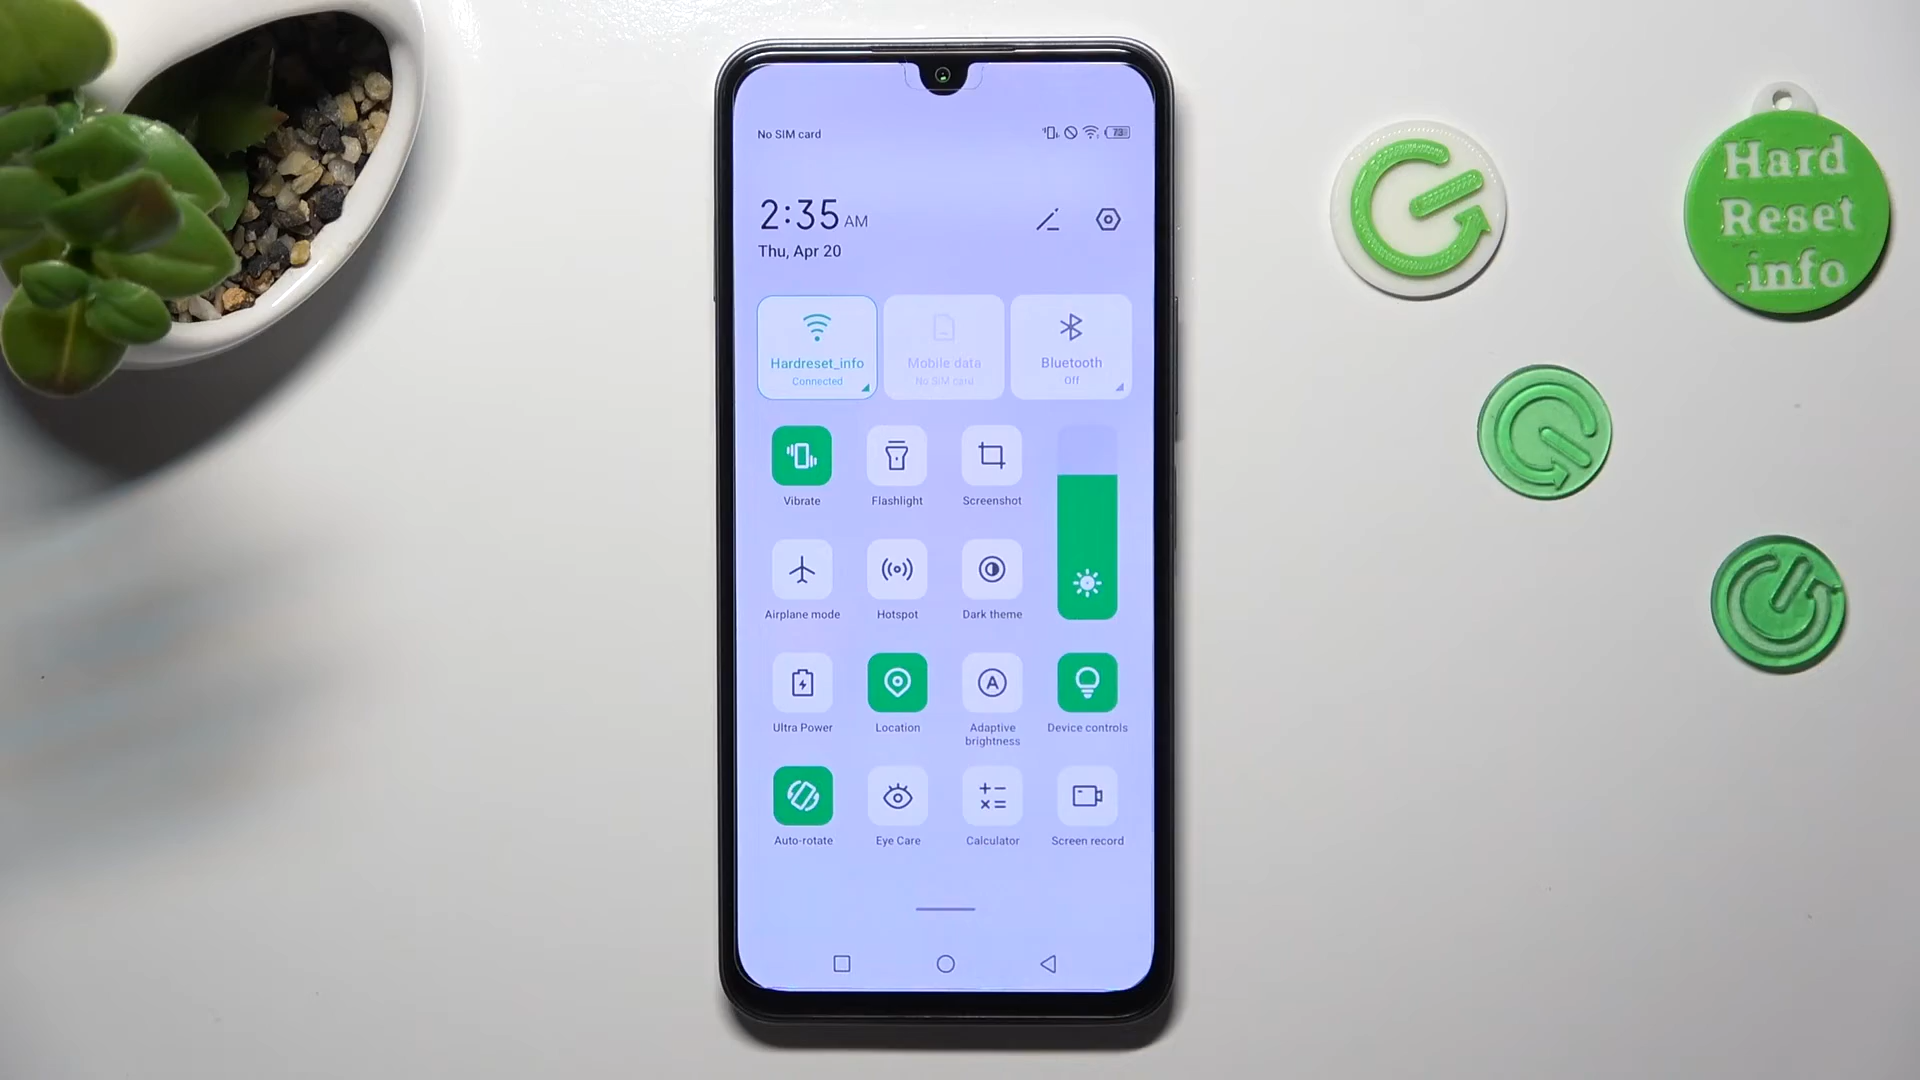 No SIM card
73
2:35 AM
Thu, Apr 20
Hardreset_info
Connected
Mobile data
No SIM card
Bluetooth
Off
Vibrate
Flashlight
Screenshot
Airplane mode
Hotspot
Dark theme
Ultra Power
Location
Adaptive
brightness
Device controls
Auto-rotate
Eye Care
Calculator
Screen record
Hard
Reset
.info